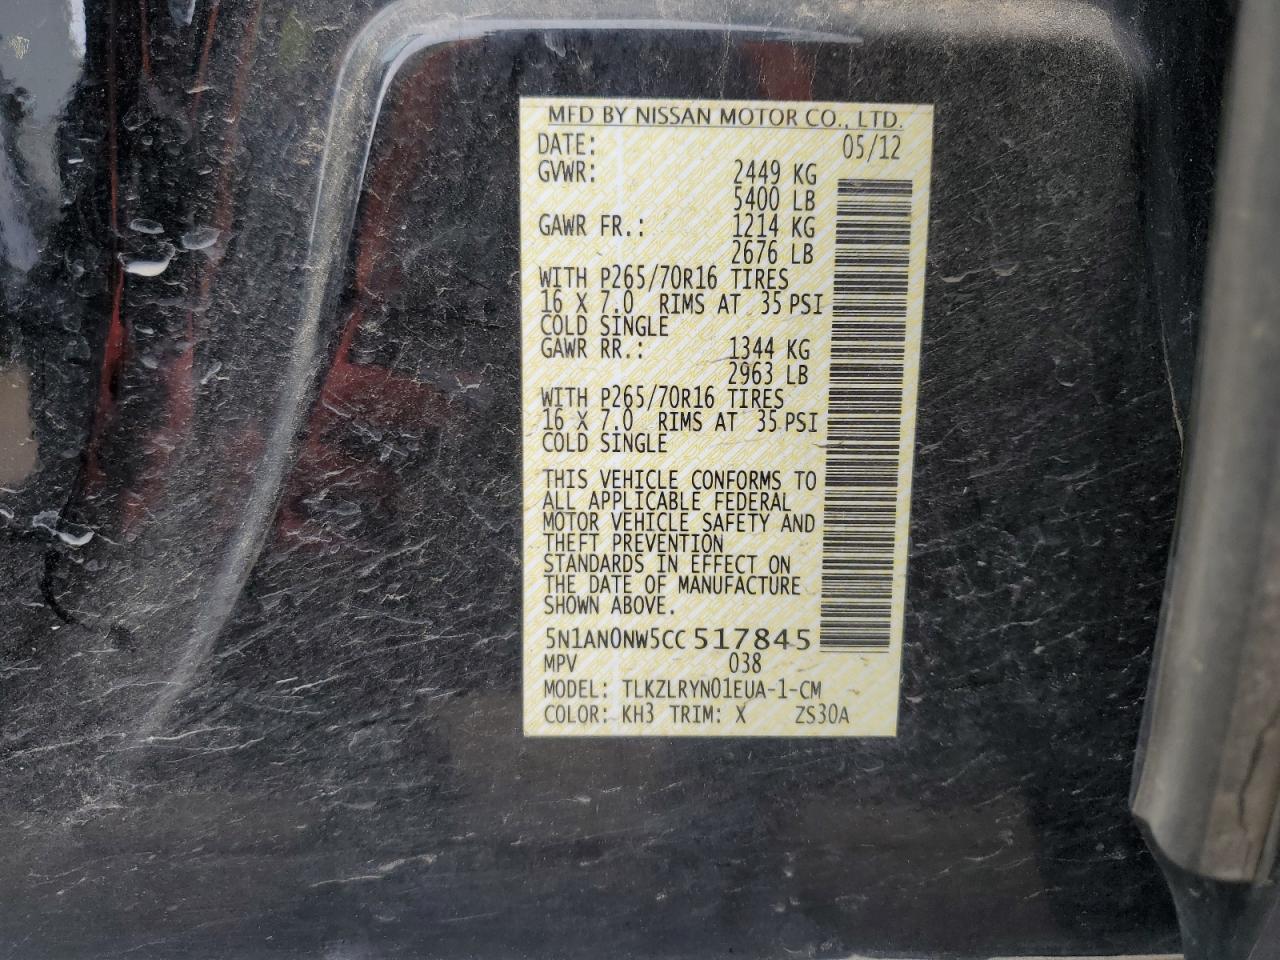 MFD BY NISSAN MOTOR CO., LTD.
DATE: 05/12
GVWR: 2449 KG
5400 LB
GAWR FR.: 1214 KG
2676 LB
WITH P265/70R16 TIRES
16 X 7.0 RIMS AT 35 PSI
COLD SINGLE
GAWR RR.: 1344 KG
2963 LB
WITH P265/70R16 TIRES
16 X 7.0 RIMS AT 35 PSI
COLD SINGLE
THIS VEHICLE CONFORMS TO
ALL APPLICABLE FEDERAL
MOTOR VEHICLE SAFETY AND
THEFT PREVENTION
STANDARDS IN EFFECT ON
THE DATE OF MANUFACTURE
SHOWN ABOVE.
5N1AN0NW5CC 517845
MPV 038
MODEL: TLKZLRYN01EUA-1-CM
COLOR: KH3 TRIM: X ZS30A